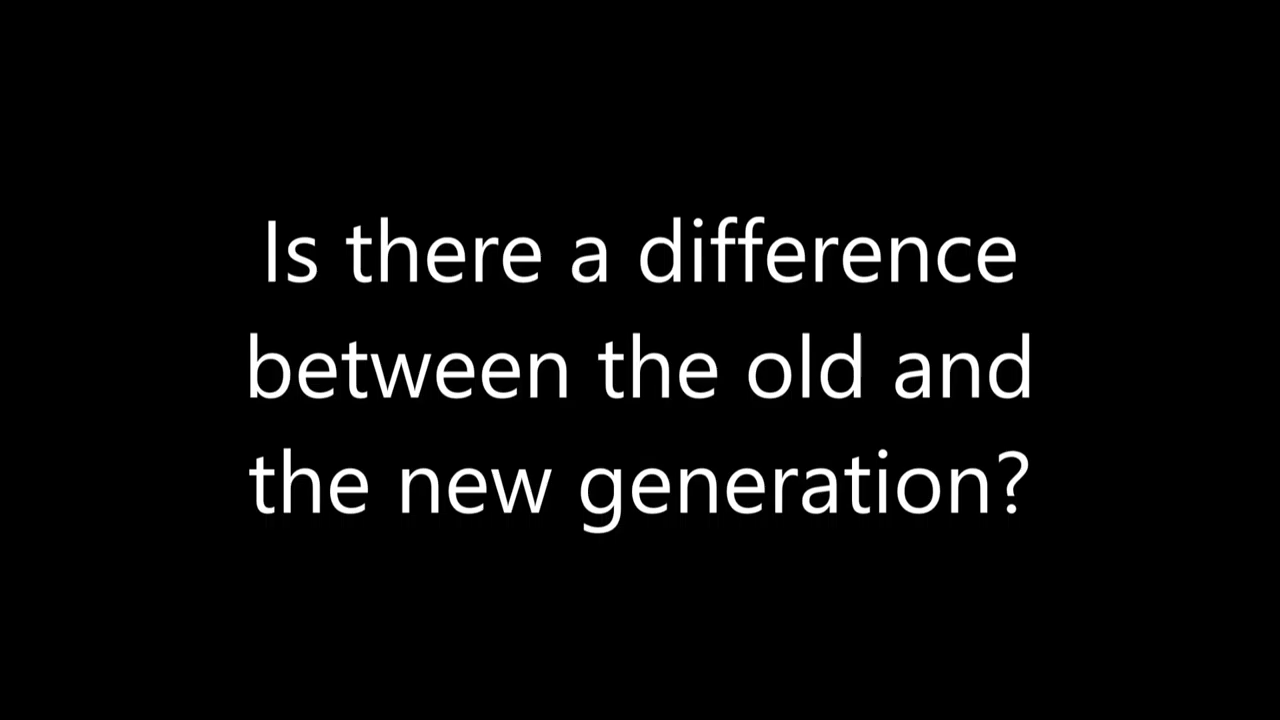 Is there a difference
between the old and
the new generation?